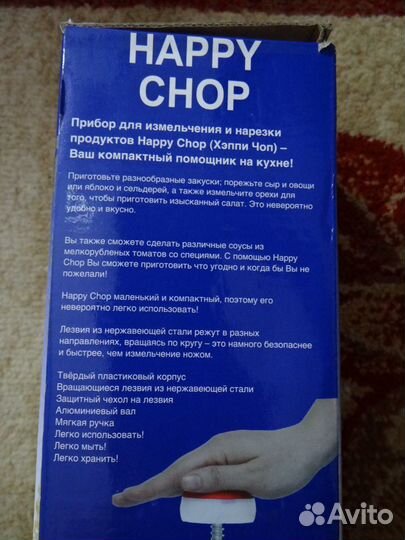 HAPPY
CHOP
Прибор для измельчения и нарезки
продуктов Happy Chop (Хэппи Чоп) –
Ваш компактный помощник на кухне!
Приготовьте разнообразные закуски; порежьте сыр и овощи
или яблоко и сельдерей, а также измельчите орехи для
того, чтобы приготовить изысканный салат. Это невероятно
удобно и вкусно.
Вы также сможете сделать различные соусы из
мелкорубленых томатов со специями. С помощью Happy
Chop Вы сможете приготовить что угодно и когда бы Вы не
пожелали!
Happy Chop маленький и компактный, поэтому его
невероятно легко использовать!
Лезвия из нержавеющей стали режут в разных
направлениях, вращаясь по кругу – это намного безопаснее
и быстрее, чем измельчение ножом.
Твёрдый пластиковый корпус
Вращающиеся лезвия из нержавеющей стали
Защитный чехол на лезвия
Алюминиевый вал
Мягкая ручка
Легко использовать!
Легко мыть!
Легко хранить!
Avito